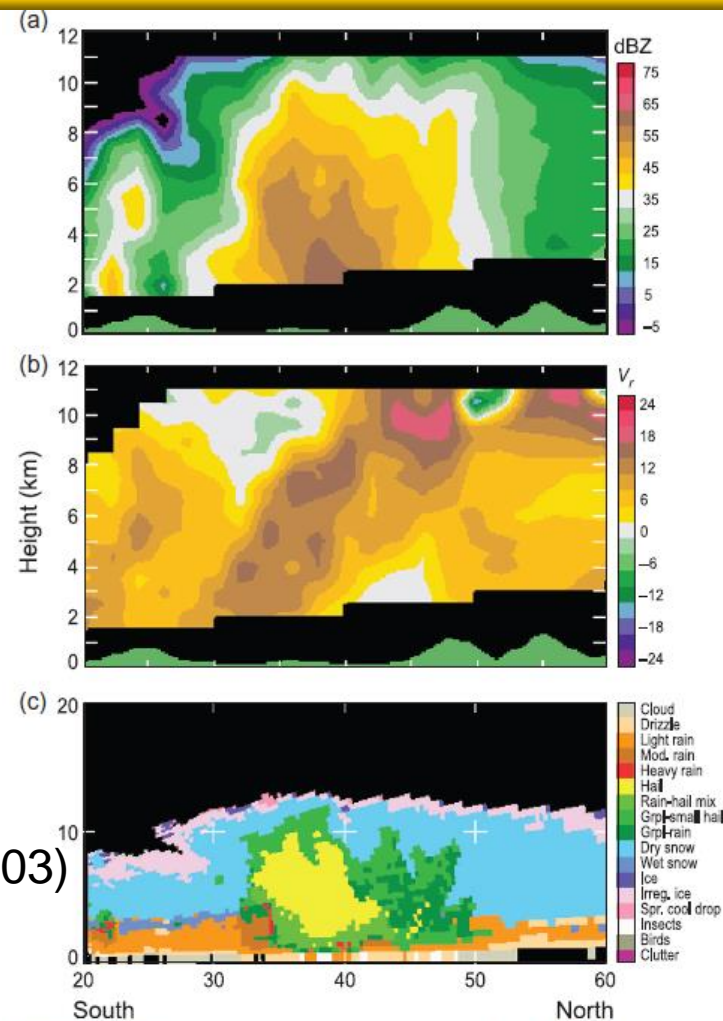 (a)
12
10
8
6
4
2
0
dBZ
75
65
55
45
35
25
15
5
–5
(b)
12
10
8
6
4
2
0
Height (km)
Vr
24
18
12
6
0
–6
–12
–18
–24
(c)
20
10
0
03)
20 30 40 50 60
South North
Cloud
Drizzle
Light rain
Mod. rain
Heavy rain
Hail
Rain-hail mix
Grpl-small hail
Grpl-rain
Dry snow
Wet snow
Ice
Irreg. ice
Spr. cool drop
Insects
Birds
Clutter